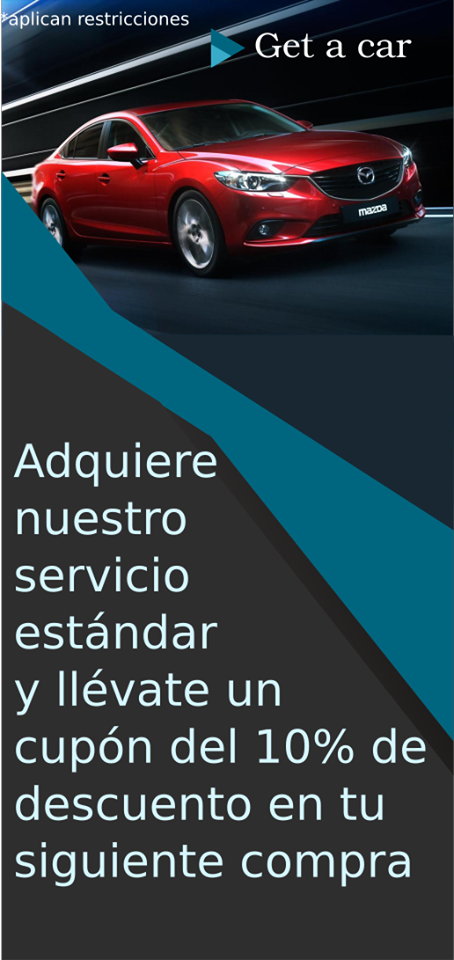 *aplican restricciones
Get a car
mazda
Adquiere
nuestro
servicio
estándar
y llévate un
cupón del 10% de
descuento en tu
siguiente compra